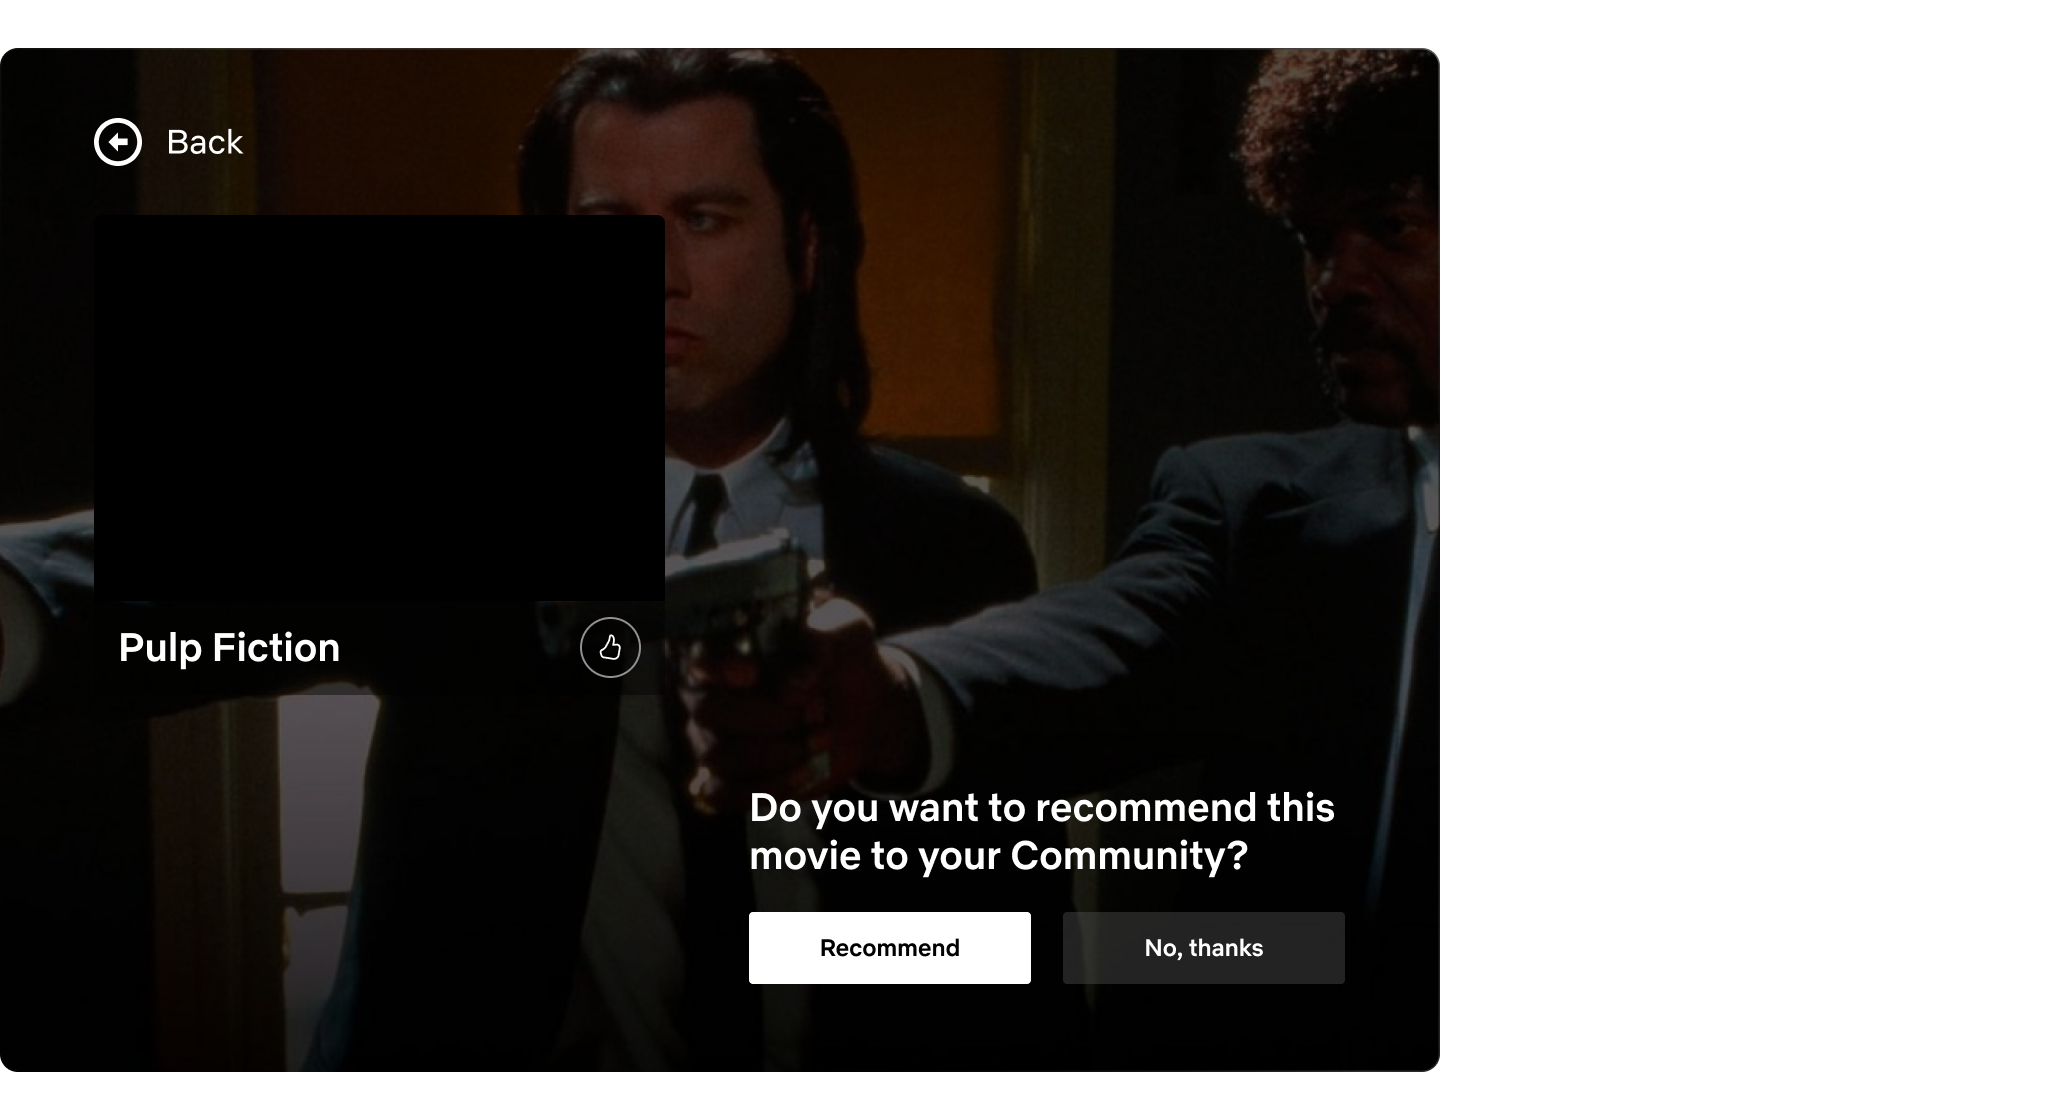 Back
Pulp Fiction
Do you want to recommend this
movie to your Community?
Recommend
No, thanks